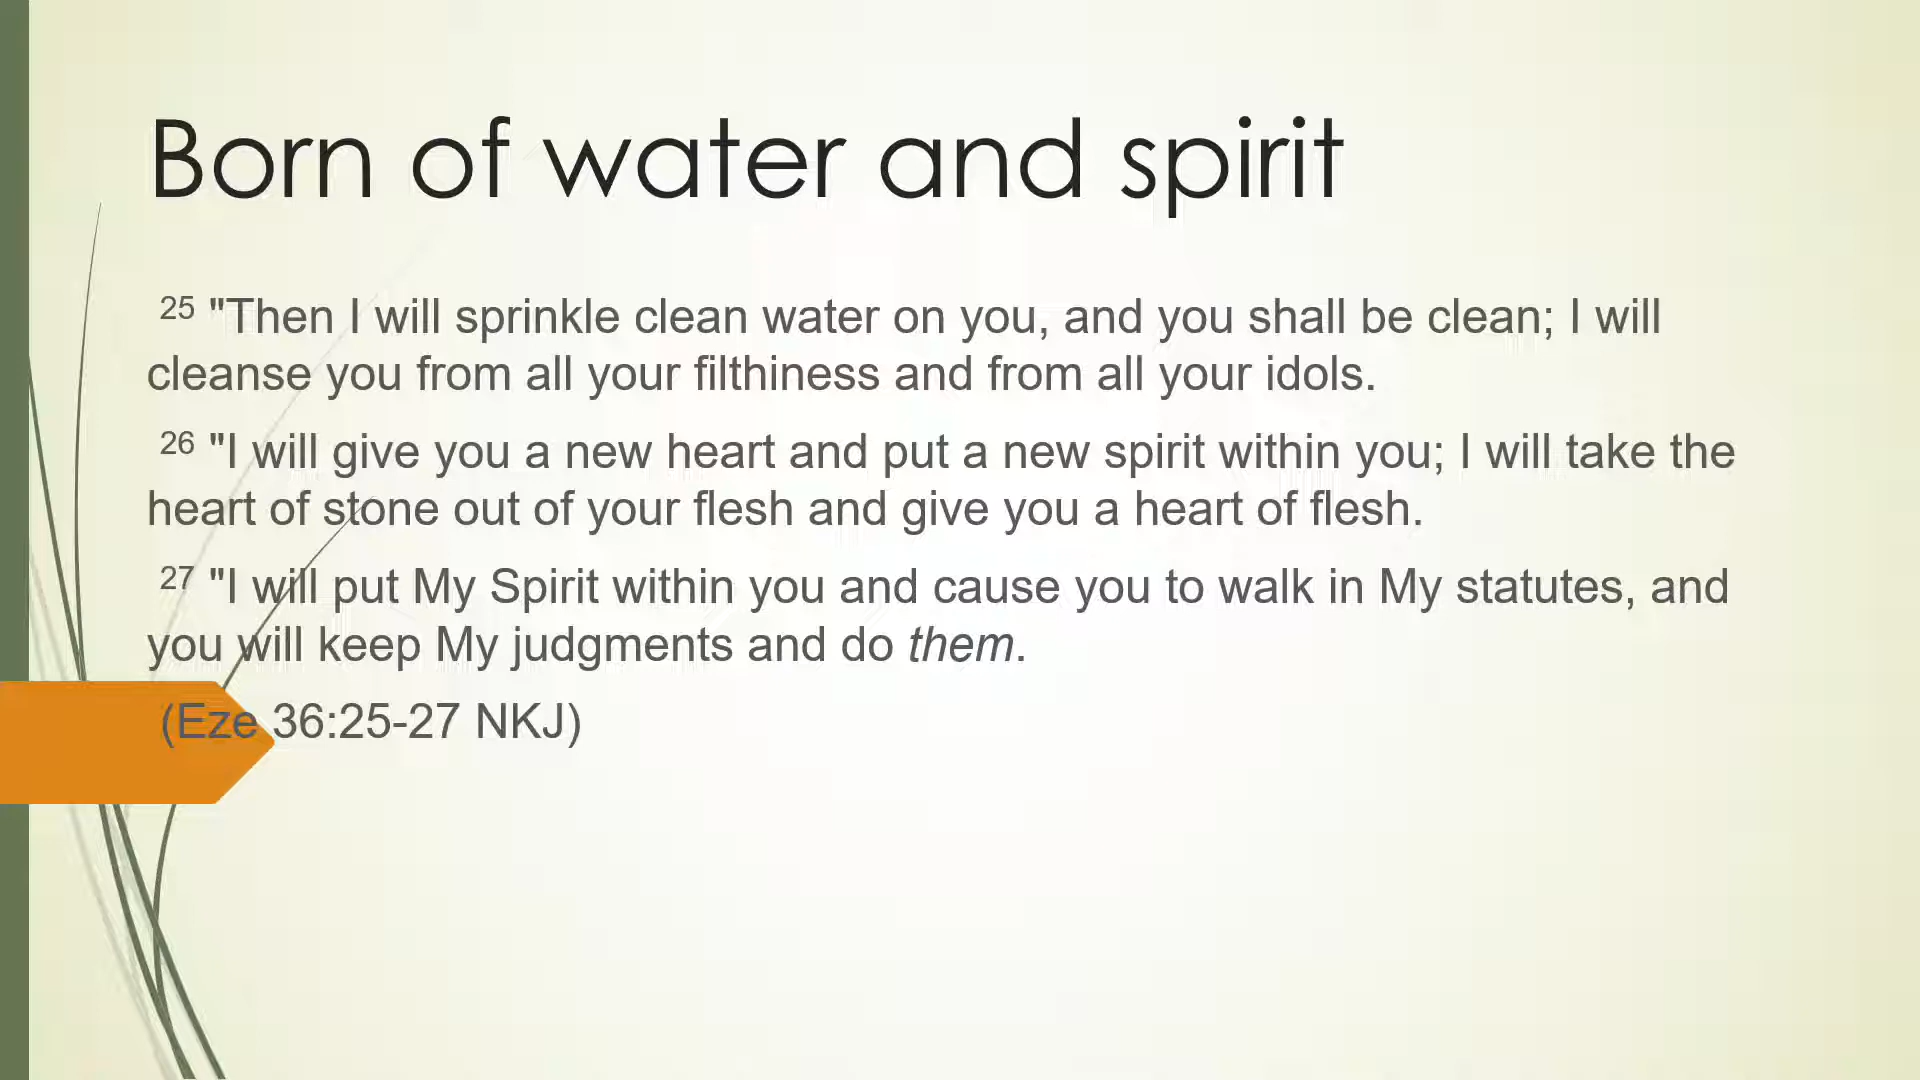 Born of water and spirit
25 "Then I will sprinkle clean water on you, and you shall be clean; I will
cleanse you from all your filthiness and from all your idols.
26 "I will give you a new heart and put a new spirit within you; I will take the
heart of stone out of your flesh and give you a heart of flesh.
27 "I will put My Spirit within you and cause you to walk in My statutes, and
you will keep My judgments and do them.
(Eze 36:25-27 NKJ)